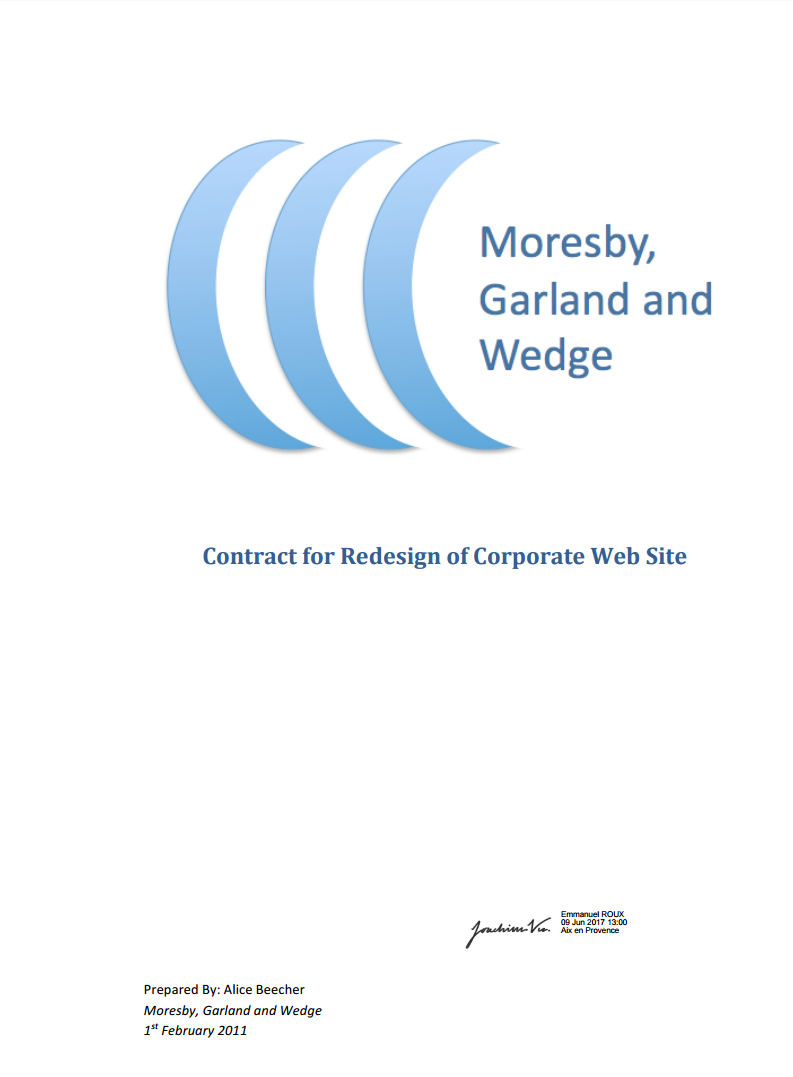 Moresby,
Garland and
Wedge
Contract for Redesign of Corporate Web Site
Emmanuel ROUX
09 Jun 2017 13:00
Aix en Provence
Prepared By: Alice Beecher
Moresby, Garland and Wedge
1st February 2011